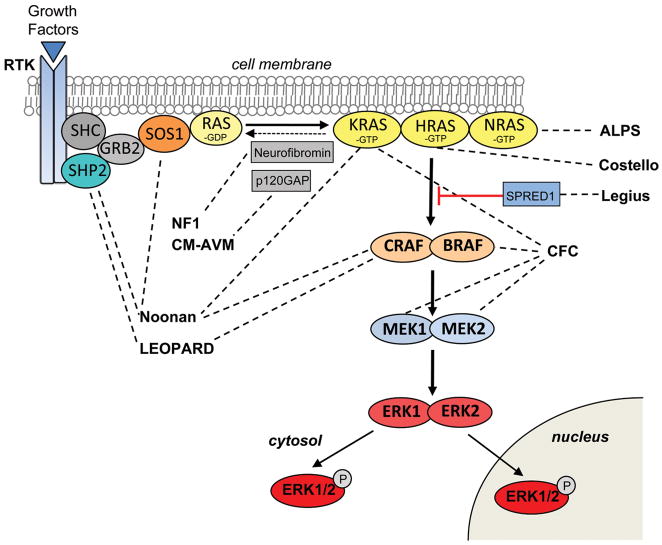 Growth
Factors
RTK
cell membrane
SHC
GRB2
SOS1
RAS
-GDP
KRAS
-GTP
HRAS
-GTP
NRAS
-GTP
ALPS
SHP2
Neurofibromin
p120GAP
Costello
SPRED1
Legius
NF1
CM-AVM
CRAF
BRAF
CFC
Noonan
LEOPARD
MEK1
MEK2
ERK1
ERK2
cytosol
nucleus
ERK1/2
P
ERK1/2
P